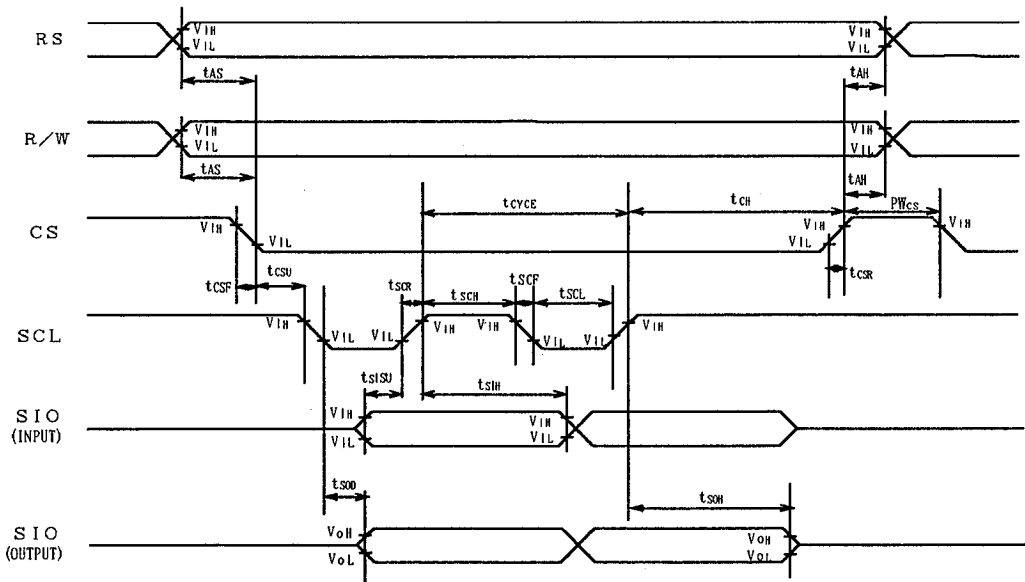 RS
VIH
VIL
VIH
VIL
tAS
tAH
R/W
VIH
VIL
VIH
VIL
tAS
tAH
tCYCE
tCH
PWCS
CS
VIH
VIL
VIH
VIL
VIH
tCSF
tCSU
tSCR
tSCH
tSCF
tSCL
tCSR
SCL
VIH
VIL
VIL
VIH
VIH
VIL
VIL
VIH
tSISU
tSIH
SIO
(INPUT)
VIH
VIL
VIH
VIL
tSOD
tSOH
SIO
(OUTPUT)
VOH
VOL
VOH
VOL